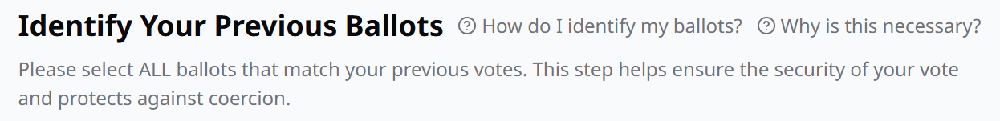 Identify Your Previous Ballots How do I identify my ballots? Why is this necessary?
Please select ALL ballots that match your previous votes. This step helps ensure the security of your vote
and protects against coercion.